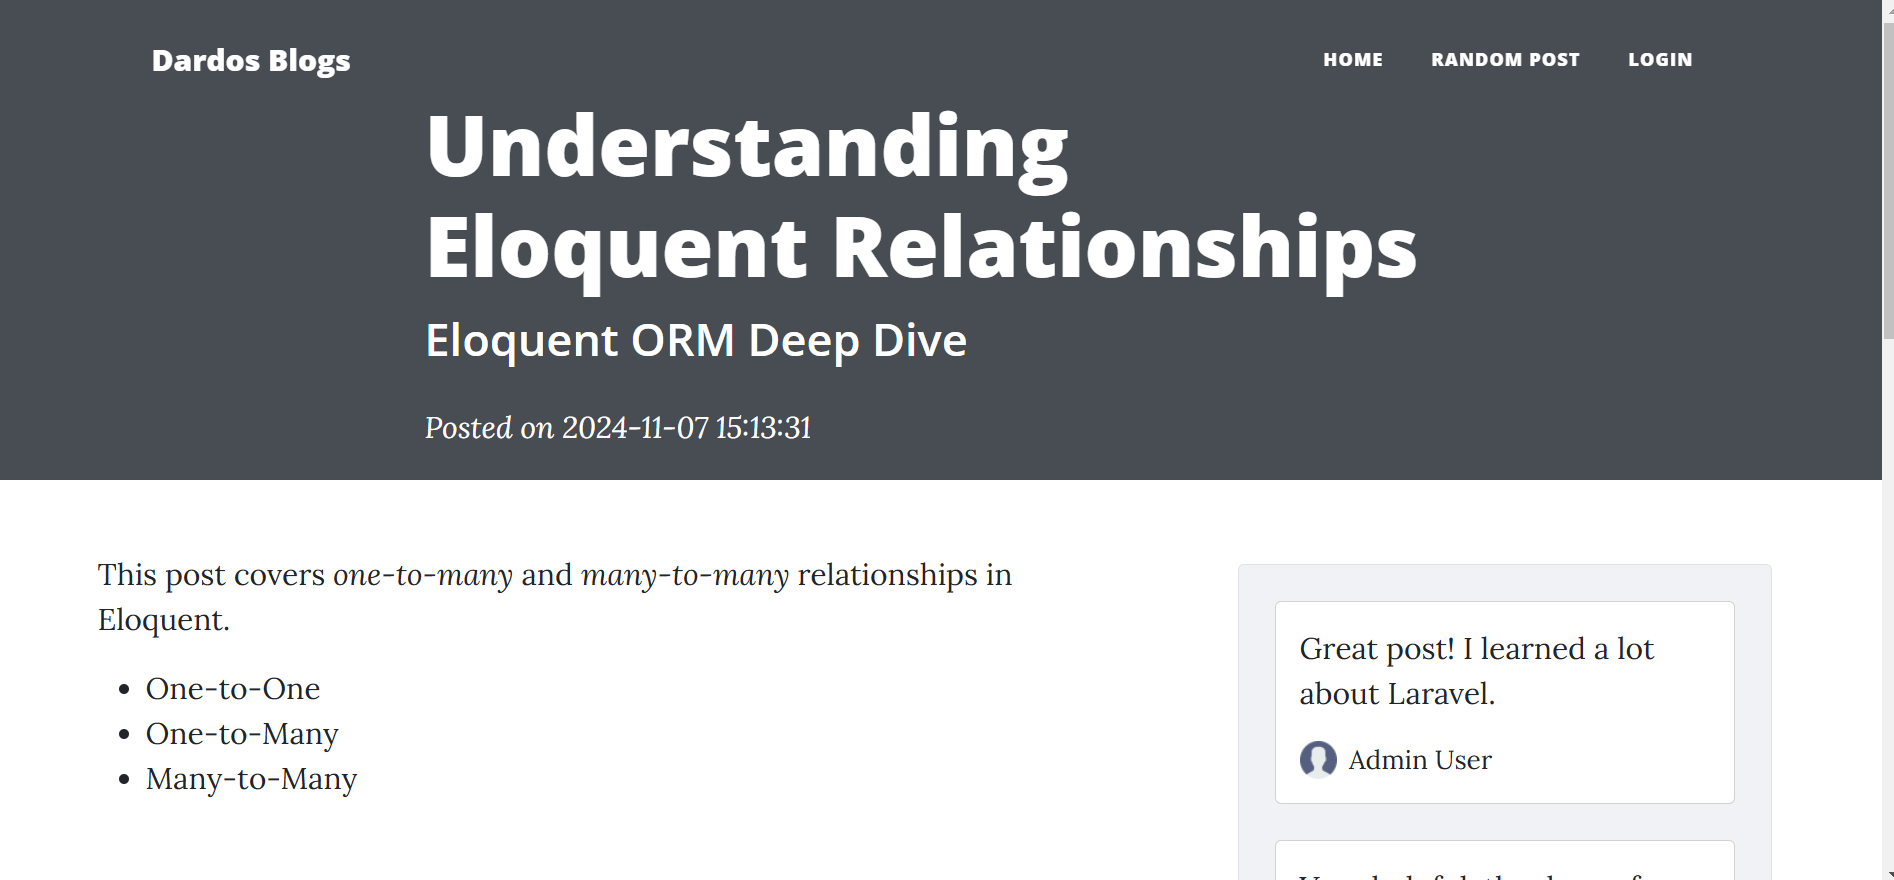 Dardos Blogs
HOME RANDOM POST LOGIN
Understanding
Eloquent Relationships
Eloquent ORM Deep Dive
Posted on 2024-11-07 15:13:31
This post covers one-to-many and many-to-many relationships in
Eloquent.
• One-to-One
• One-to-Many
• Many-to-Many
Great post! I learned a lot
about Laravel.
Admin User